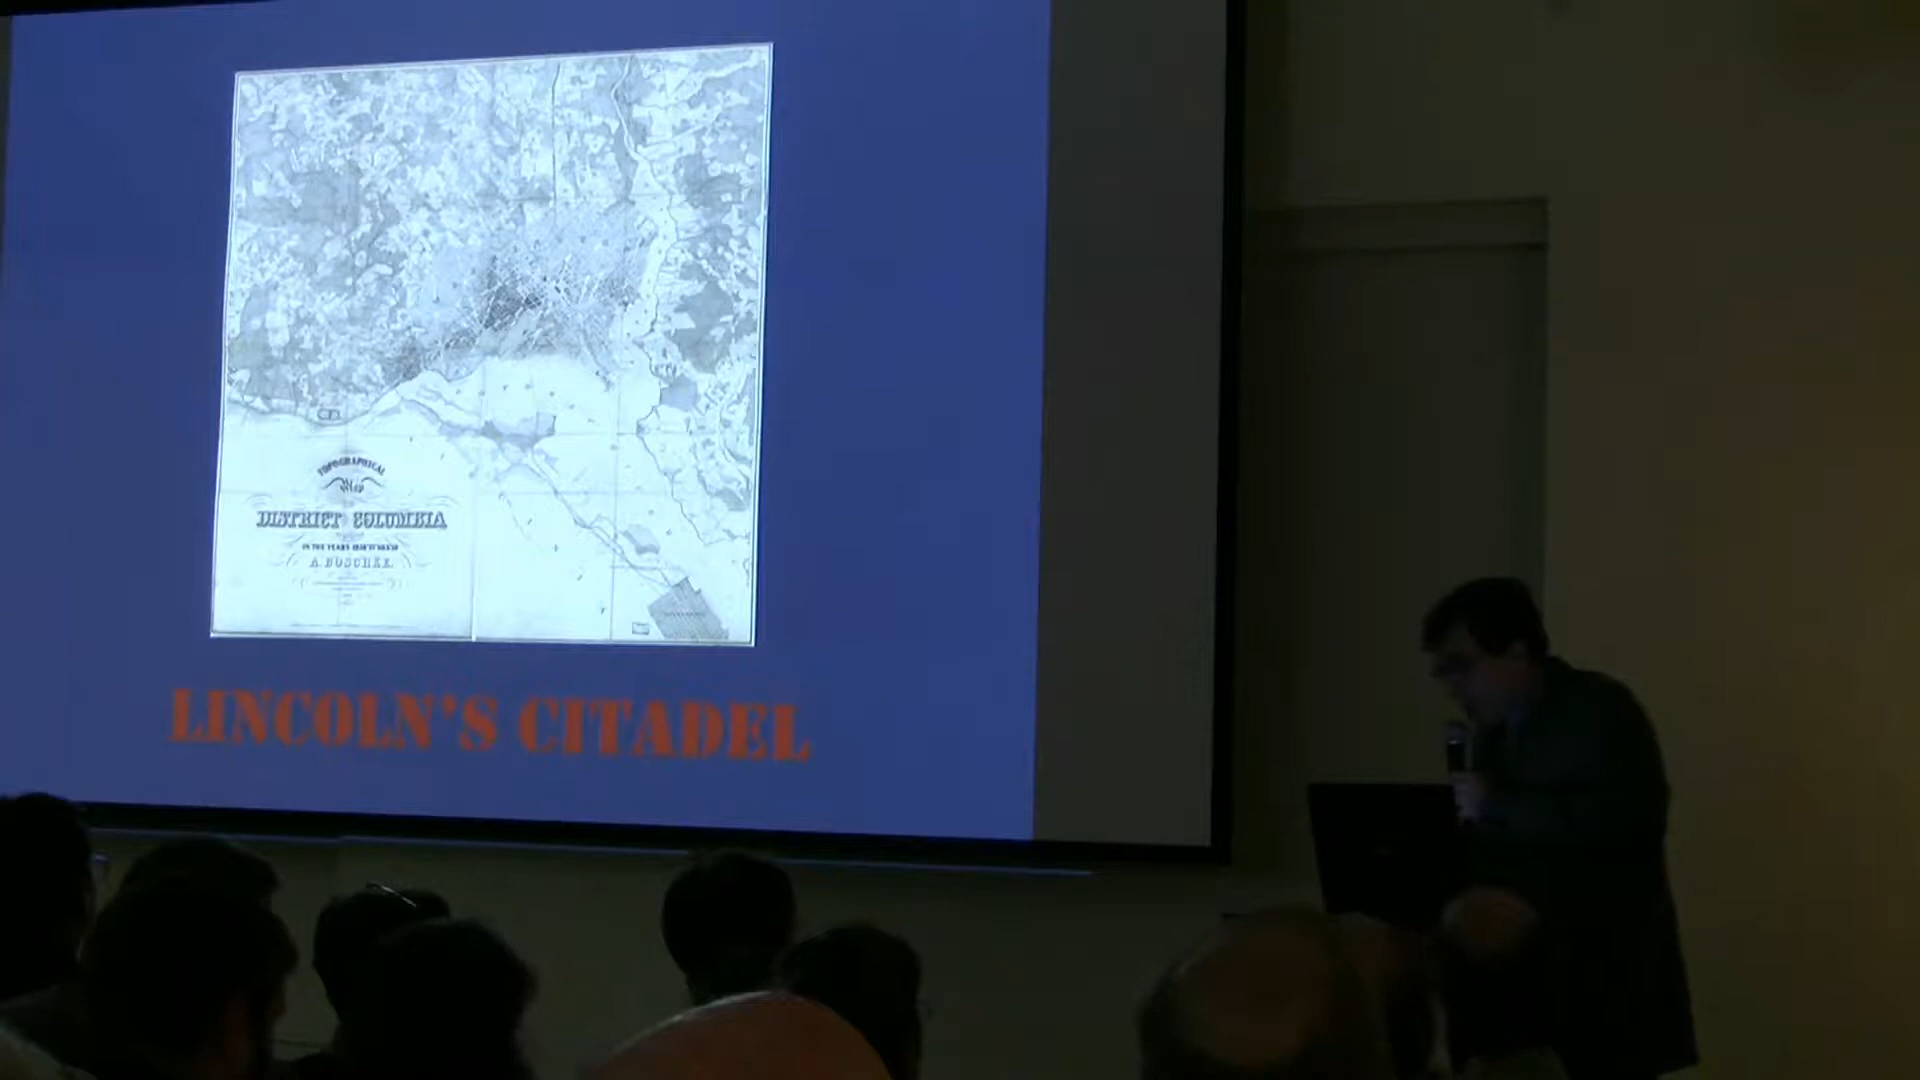 TOPOGRAPHICAL
Map
DISTRICT COLUMBIA
IN THE YEARS
A. BOSCHKE.
LINCOLN'S CITADEL